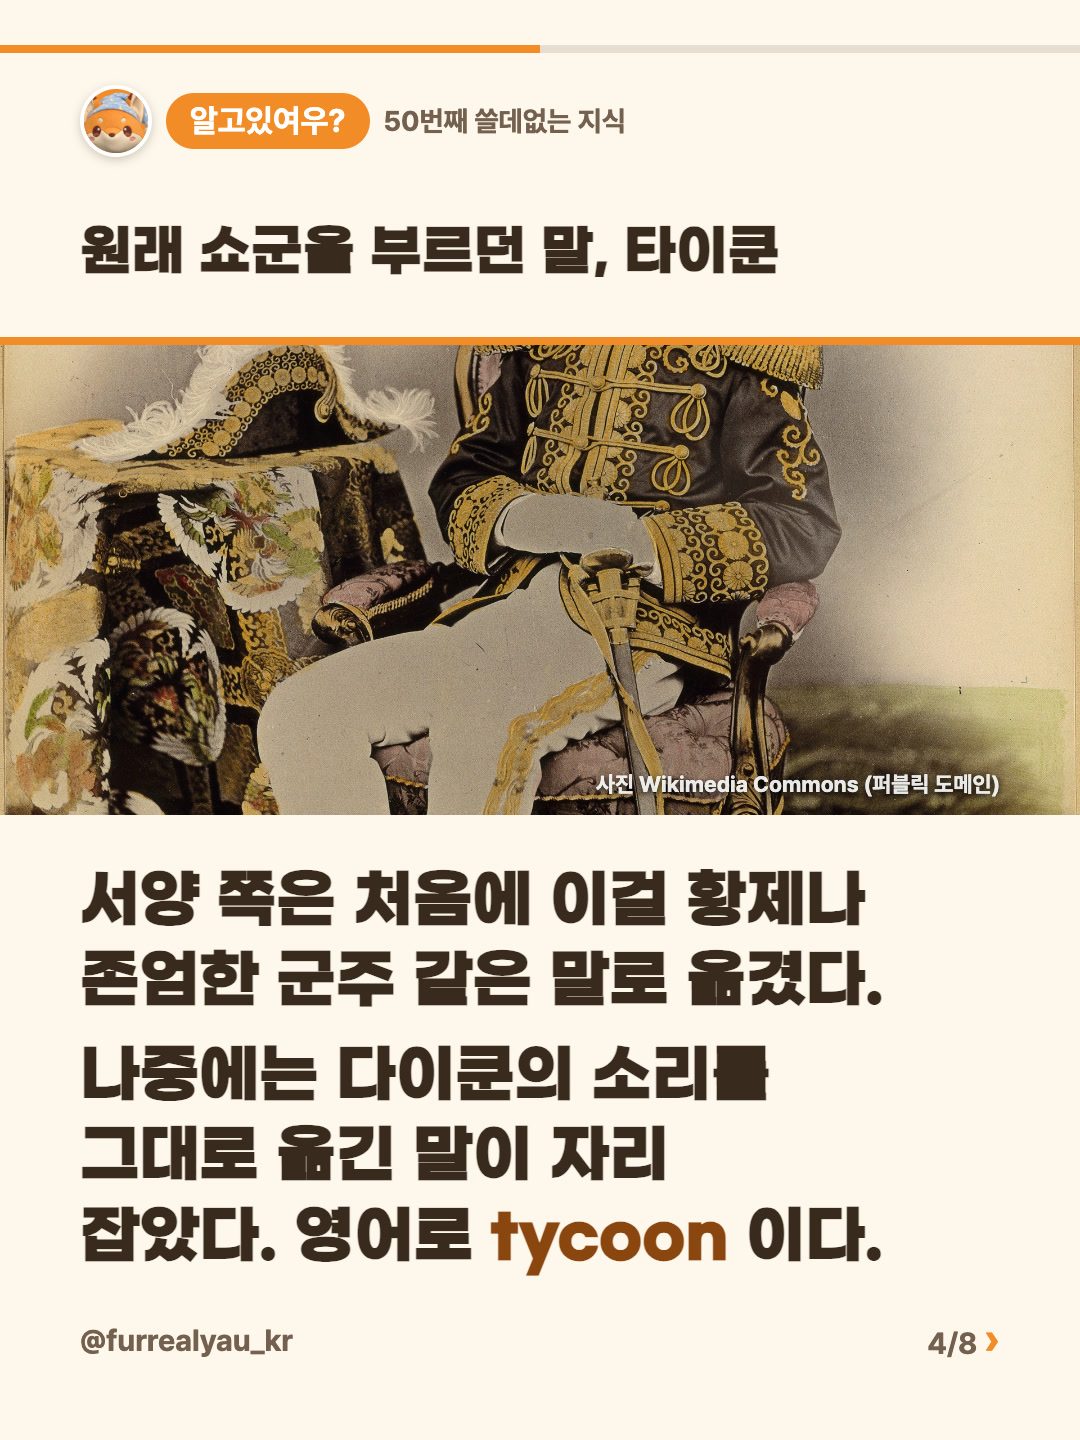 알고있여우?
50번째 쓸데없는 지식
원래 쇼군을 부르던 말, 타이쿤
사진 Wikimedia Commons (퍼블릭 도메인)
서양 쪽은 처음에 이걸 황제나
존엄한 군주 같은 말로 옮겼다.
나중에는 다이쿤의 소리를
그대로 옮긴 말이 자리
잡았다. 영어로 tycoon 이다.
@furrealyau_kr
4/8 ›